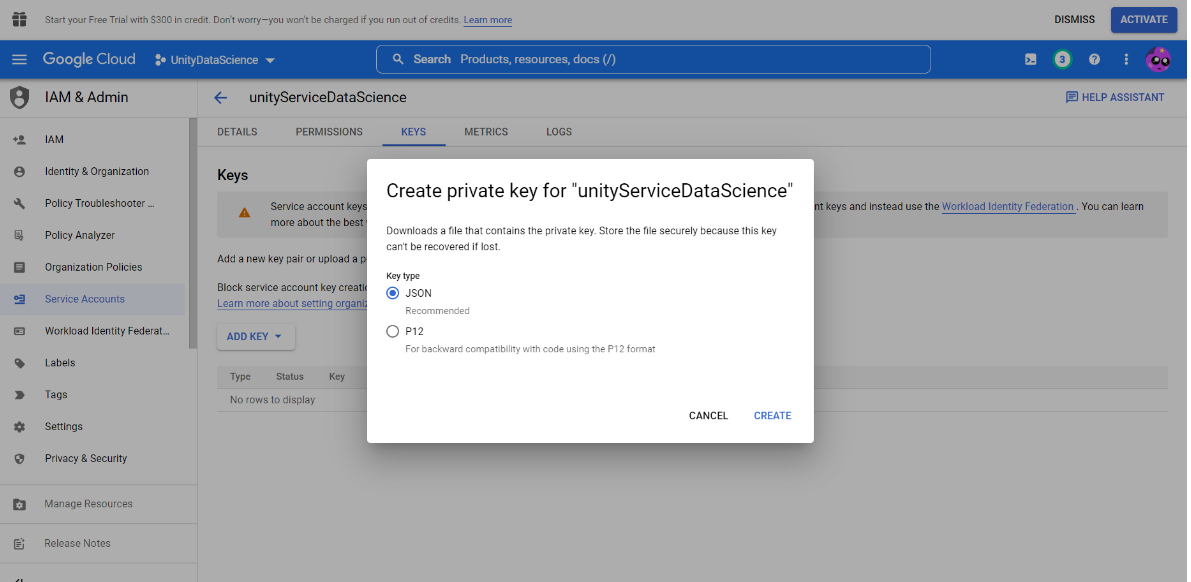 Start your Free Trial with $300 in credit. Don't worry—you won't be charged if you run out of credits. Learn more
DISMISS
ACTIVATE
Google Cloud
UnityDataScience
Search Products, resources, docs (/)
3
IAM & Admin
unityServiceDataScience
HELP ASSISTANT
IAM
Identity & Organization
Policy Troubleshooter ...
Policy Analyzer
Organization Policies
Service Accounts
Workload Identity Federat...
Labels
Tags
Settings
Privacy & Security
Manage Resources
Release Notes
DETAILS
PERMISSIONS
KEYS
METRICS
LOGS
Keys
Service account keys
nt keys and instead use the Workload Identity Federation . You can learn
more about the best
Add a new key pair or upload a p
Block service account key creatio
Learn more about setting organiz
ADD KEY
Type Status Key
No rows to display
Create private key for "unityServiceDataScience"
Downloads a file that contains the private key. Store the file securely because this key
can't be recovered if lost.
Key type
JSON
Recommended
P12
For backward compatibility with code using the P12 format
CANCEL
CREATE